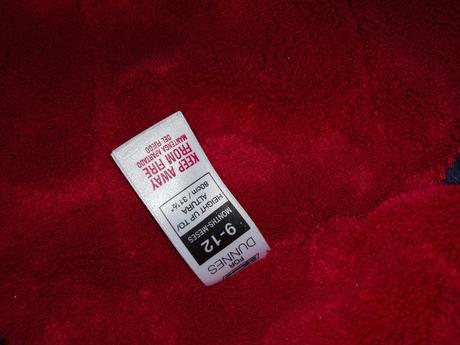 FOR
DUNNES
9-12
MONTHS-MESES
HEIGHT UP TO/
ALTURA
80cm / 31½"
KEEP AWAY
FROM FIRE
MANTENGA APARTADO
DEL FUEGO